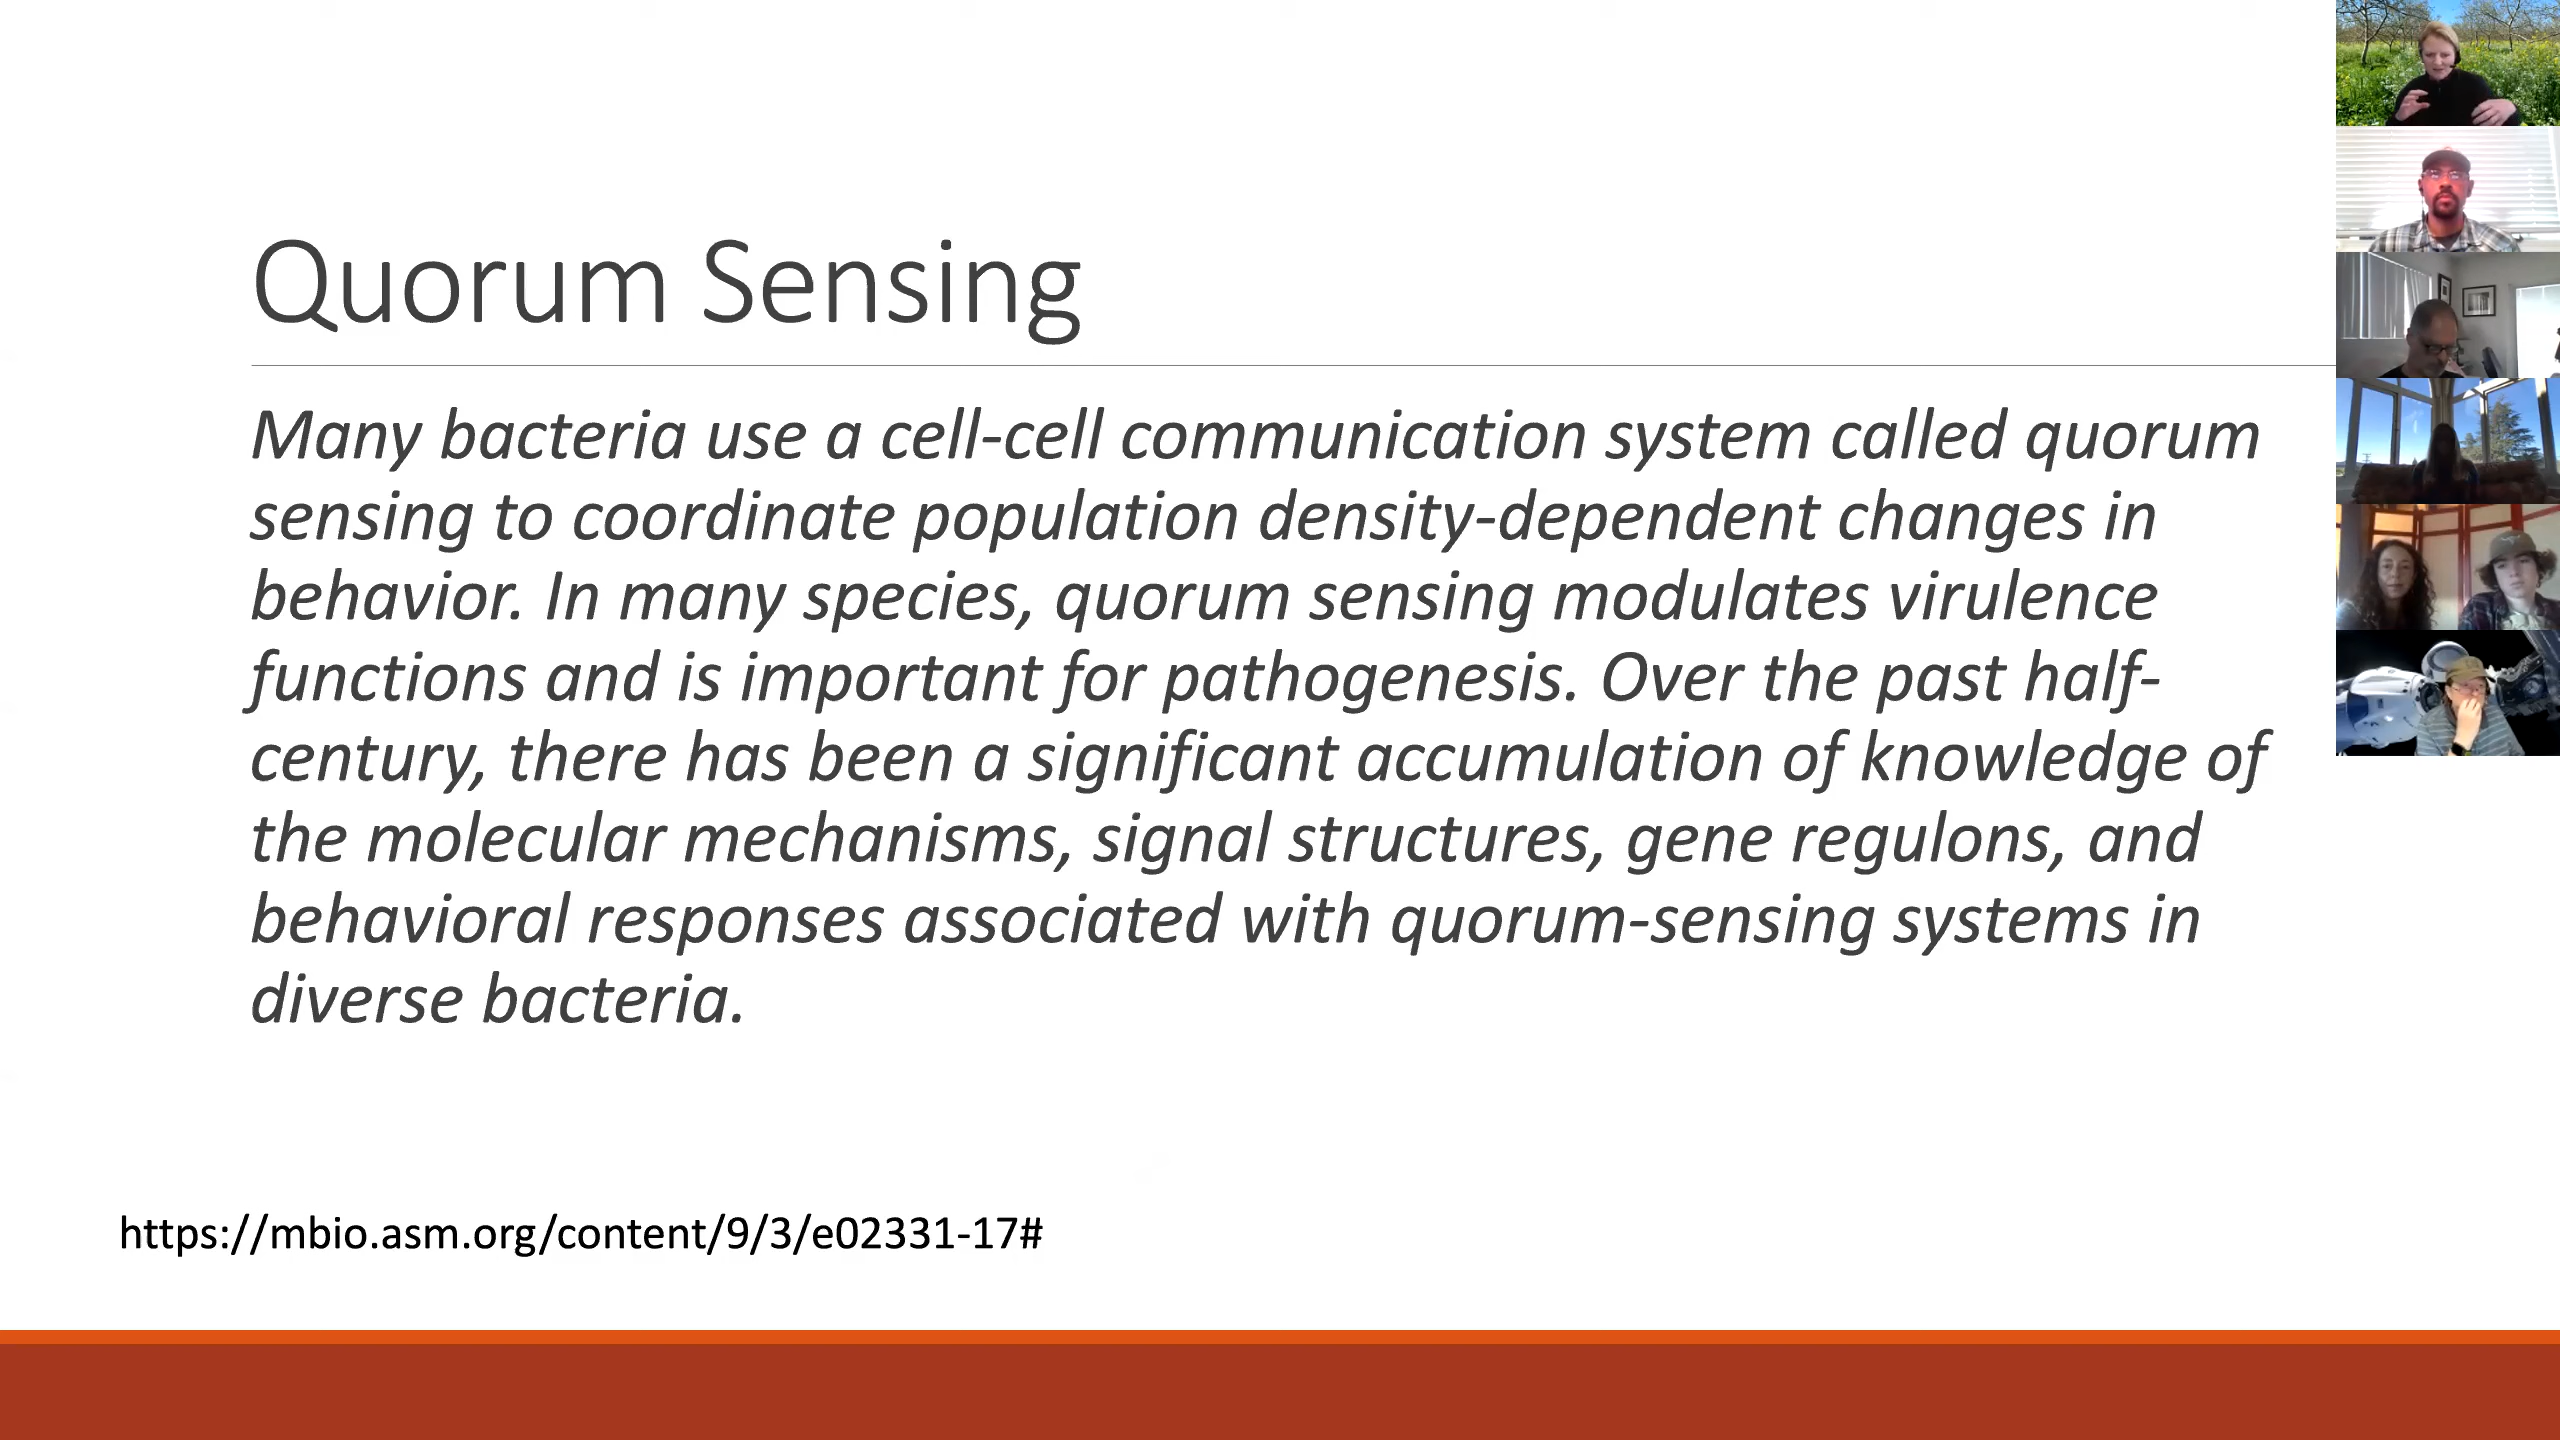 Quorum Sensing
Many bacteria use a cell-cell communication system called quorum
sensing to coordinate population density-dependent changes in
behavior. In many species, quorum sensing modulates virulence
functions and is important for pathogenesis. Over the past half-
century, there has been a significant accumulation of knowledge of
the molecular mechanisms, signal structures, gene regulons, and
behavioral responses associated with quorum-sensing systems in
diverse bacteria.
https://mbio.asm.org/content/9/3/e02331-17#